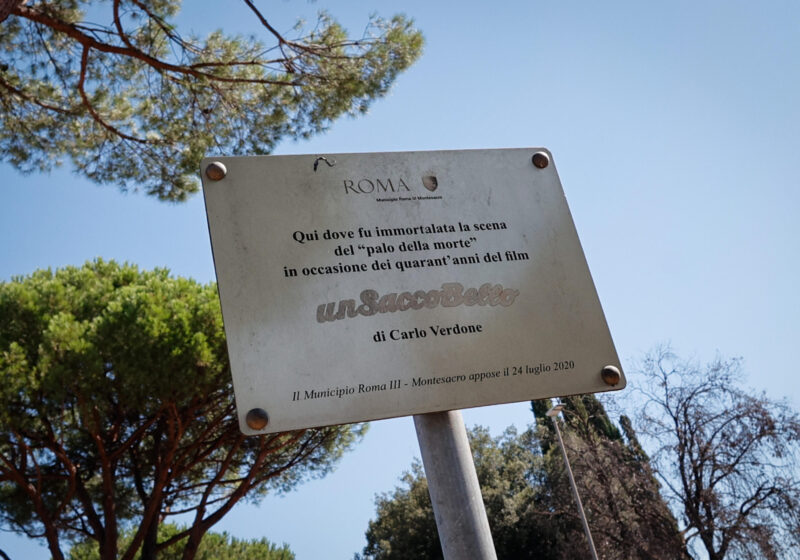 ROMA
Municipio Roma III Montesacro
Qui dove fu immortalata la scena
del “palo della morte”
in occasione dei quarant’anni del film
unSaccoBello
di Carlo Verdone
Il Municipio Roma III - Montesacro appose il 24 luglio 2020